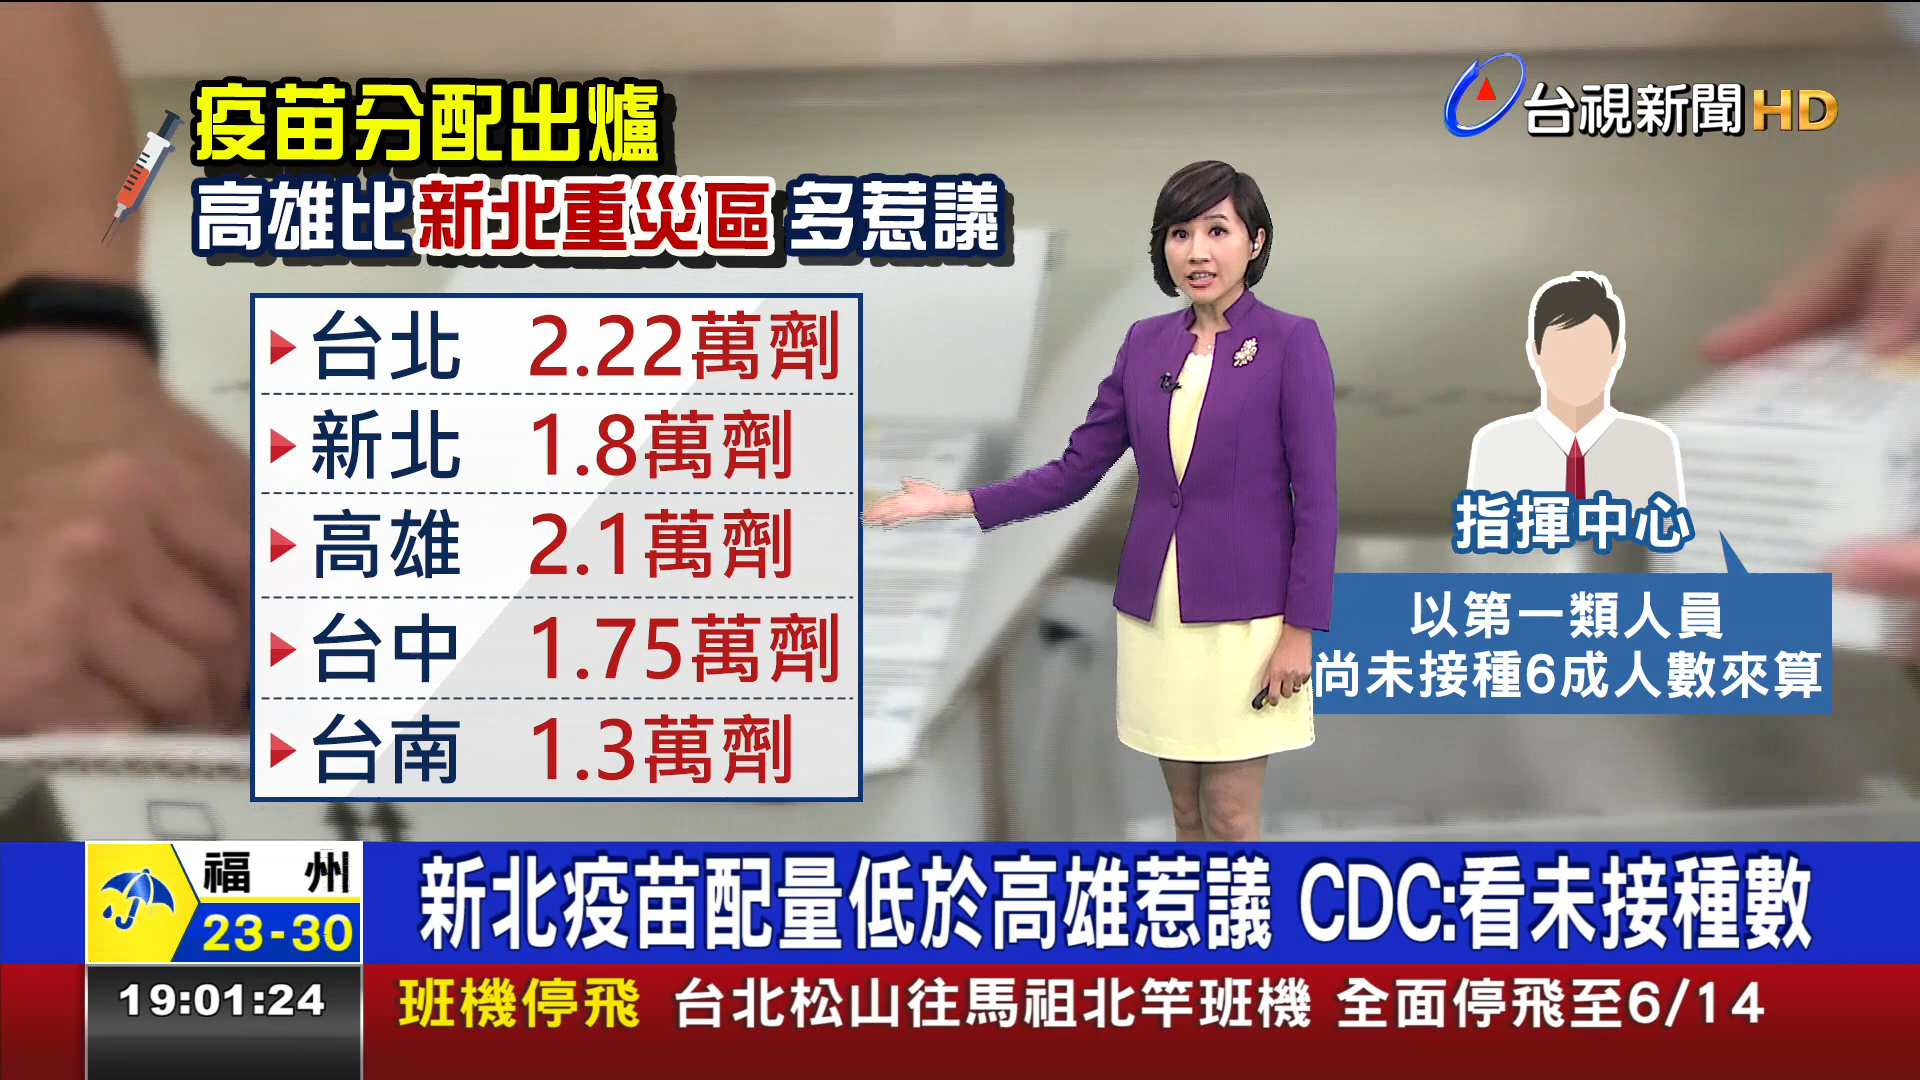 疫苗分配出爐
高雄比新北重災區多惹議
台視新聞HD
台北 2.22萬劑
新北 1.8萬劑
高雄 2.1萬劑
台中 1.75萬劑
台南 1.3萬劑
指揮中心
以第一類人員
尚未接種6成人數來算
福州
23-30
新北疫苗配量低於高雄惹議 CDC:看未接種數
19:01:24
班機停飛 台北松山往馬祖北竿班機 全面停飛至6/14